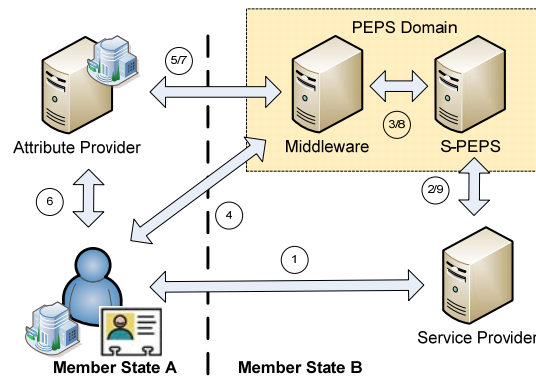 PEPS Domain
5/7
3/8
Attribute Provider
Middleware
S-PEPS
6
4
2/9
1
Service Provider
Member State A
Member State B